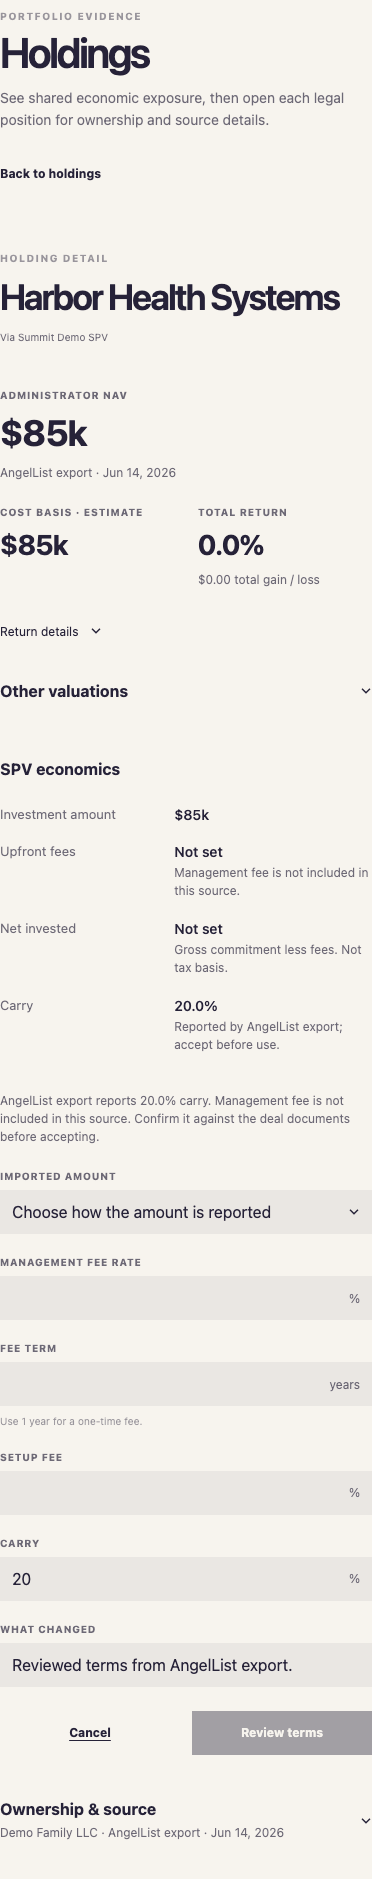 PORTFOLIO EVIDENCE
Holdings
See shared economic exposure, then open each legal
position for ownership and source details.
Back to holdings
HOLDING DETAIL
Harbor Health Systems
Via Summit Demo SPV
ADMINISTRATOR NAV
$85k
AngelList export · Jun 14, 2026
COST BASIS · ESTIMATE
$85k
TOTAL RETURN
0.0%
$0.00 total gain / loss
Return details
Other valuations
SPV economics
Investment amount
$85k
Upfront fees
Not set
Management fee is not included in
this source.
Net invested
Not set
Gross commitment less fees. Not
tax basis.
Carry
20.0%
Reported by AngelList export;
accept before use.
AngelList export reports 20.0% carry. Management fee is not
included in this source. Confirm it against the deal documents
before accepting.
IMPORTED AMOUNT
Choose how the amount is reported
MANAGEMENT FEE RATE
%
FEE TERM
years
Use 1 year for a one-time fee.
SETUP FEE
%
CARRY
20 %
WHAT CHANGED
Reviewed terms from AngelList export.
Cancel
Review terms
Ownership & source
Demo Family LLC · AngelList export · Jun 14, 2026